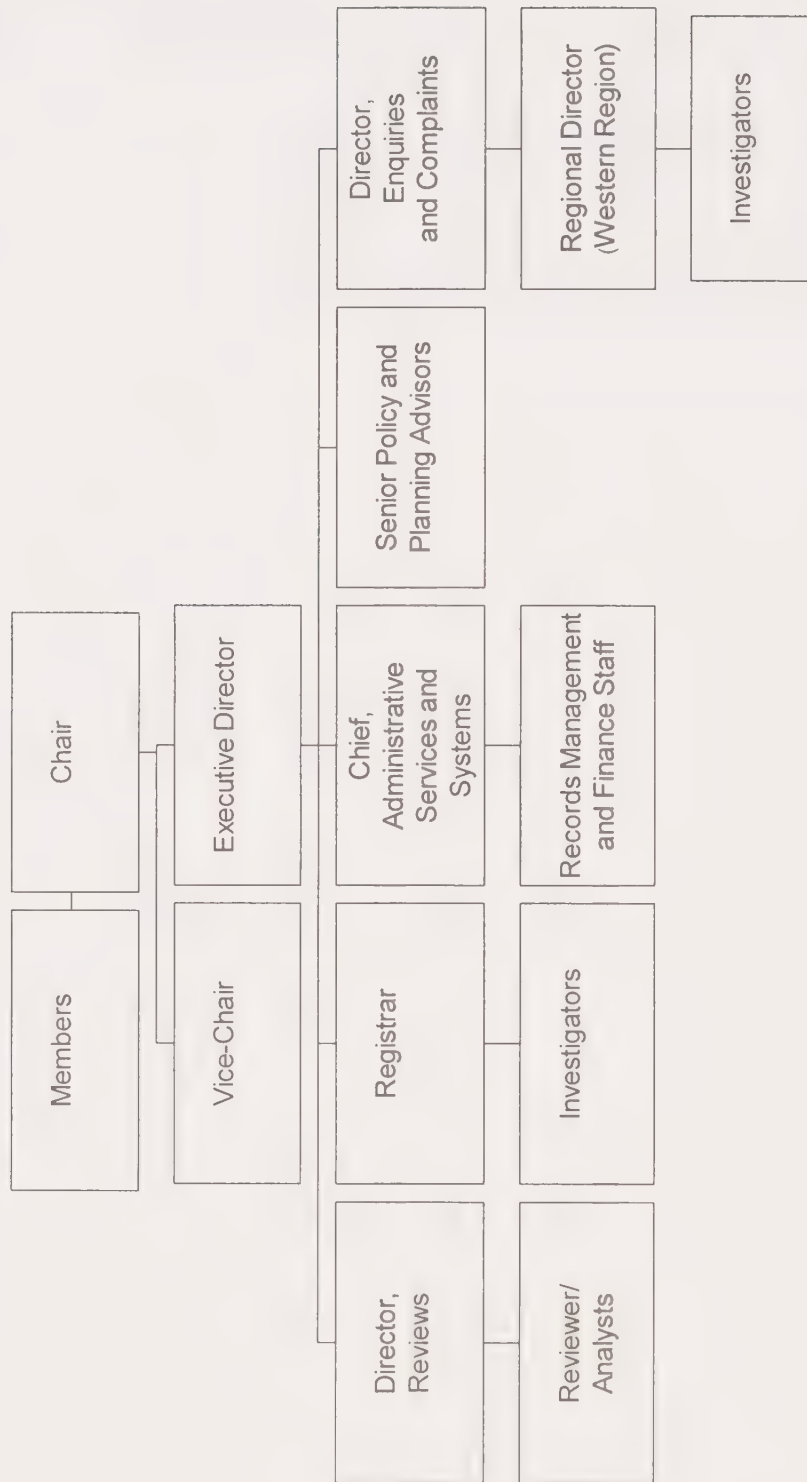 Members
Chair
Vice-Chair
Executive Director
Director,
Reviews
Registrar
Chief,
Administrative
Services and
Systems
Senior Policy and
Planning Advisors
Director,
Enquiries
and Complaints
Reviewer/
Analysts
Investigators
Records Management
and Finance Staff
Regional Director
(Western Region)
Investigators